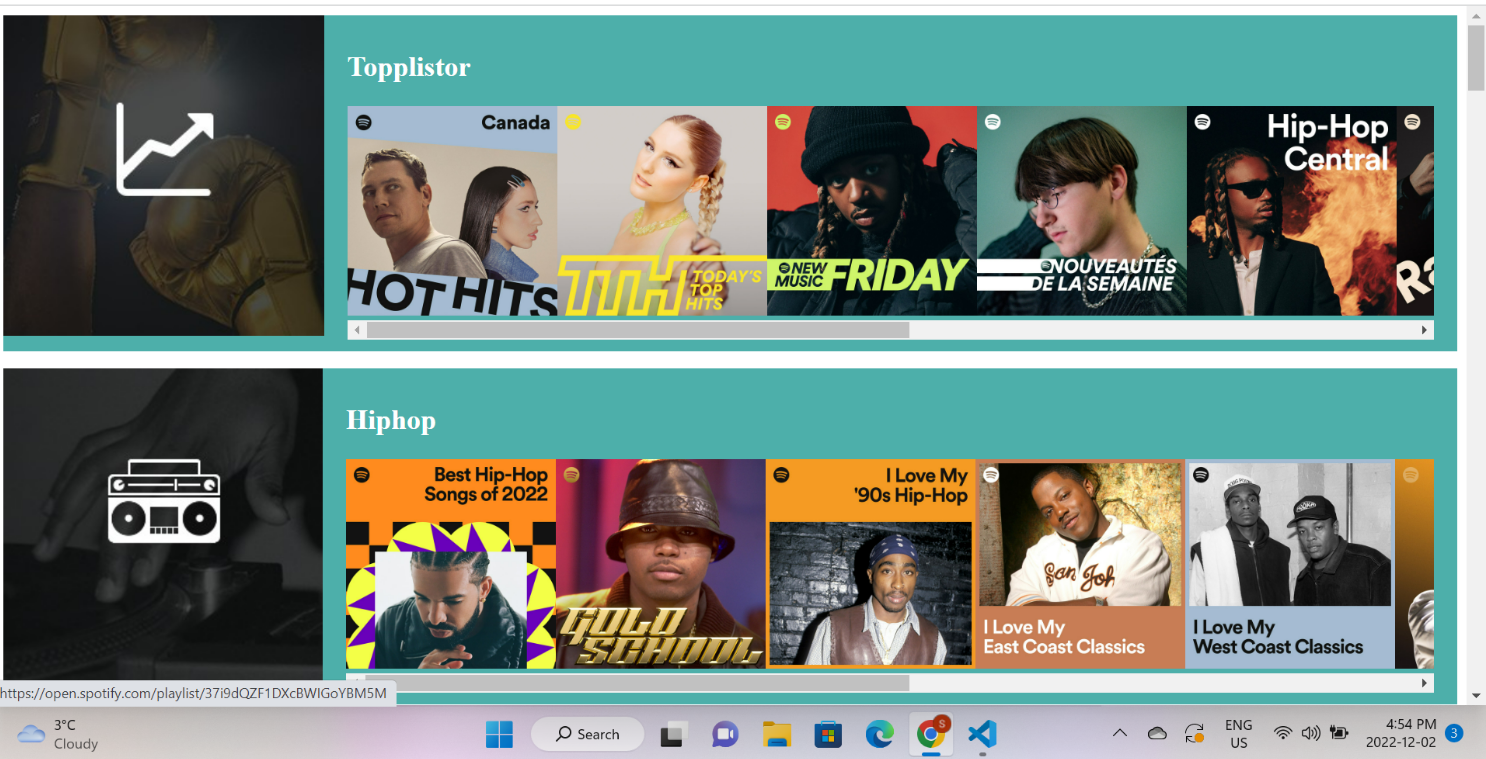 Topplistor
Canada
HOT HITS
TTH
TODAY'S
TOP
HITS
NEW
MUSIC
FRIDAY
NOUVEAUTÉS
DE LA SEMAINE
Hip-Hop
Central
Hiphop
Best Hip-Hop
Songs of 2022
GOLD
SCHOOL
I Love My
'90s Hip-Hop
San Joh
I Love My
East Coast Classics
I Love My
West Coast Classics
https://open.spotify.com/playlist/37i9dQZF1DXcBWIGoYBM5M
3°C
Cloudy
Search
S
ENG
US
4:54 PM
2022-12-02
3